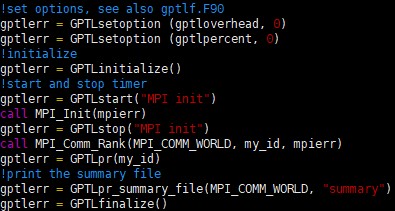 !set options, see also gptlf.F90
gptlerr = GPTLsetoption (gptloverhead, 0)
gptlerr = GPTLsetoption (gptlpercent, 0)
!initialize
gptlerr = GPTLinitialize()
!start and stop timer
gptlerr = GPTLstart("MPI init")
call MPI_Init(mpierr)
gptlerr = GPTLstop("MPI init")
call MPI_Comm_Rank(MPI_COMM_WORLD, my_id, mpierr)
gptlerr = GPTLpr(my_id)
!print the summary file
gptlerr = GPTLpr_summary_file(MPI_COMM_WORLD, "summary")
gptlerr = GPTLfinalize()